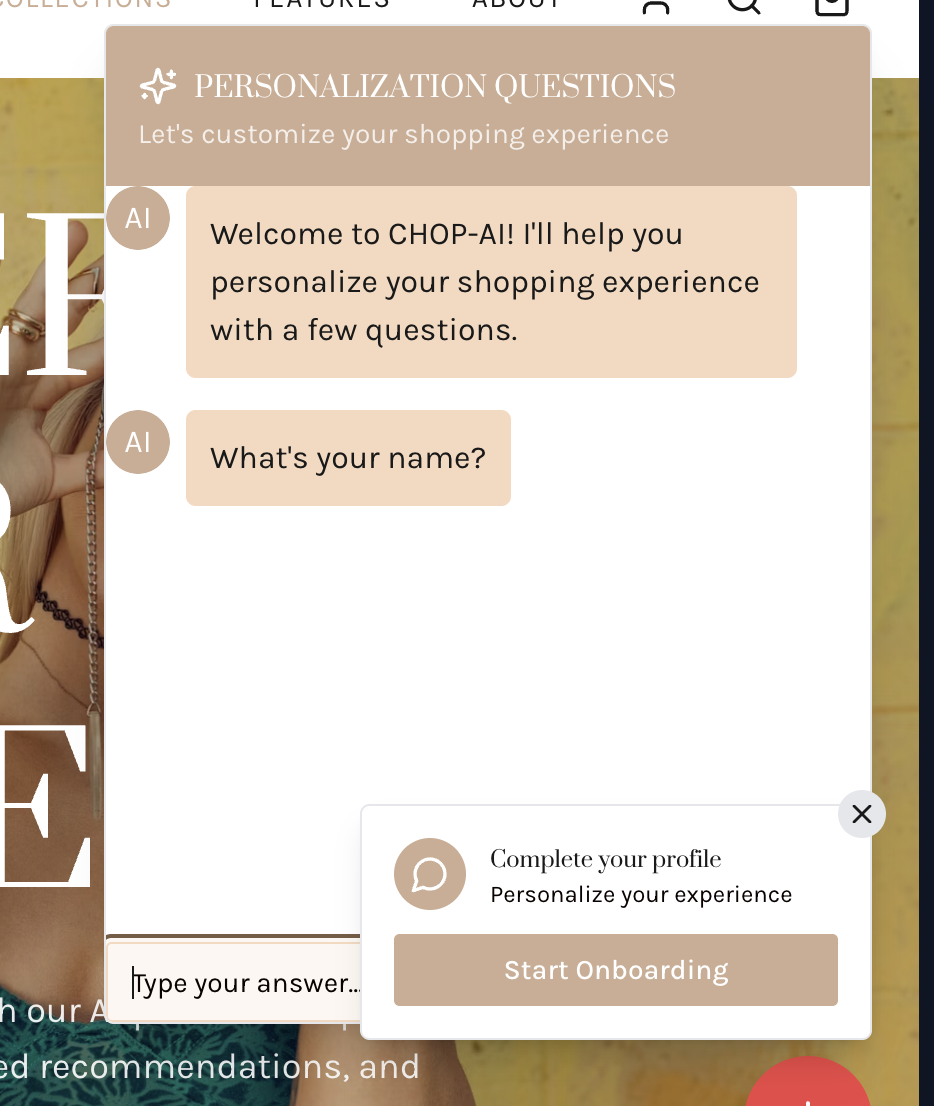 COLLECTIONS FEATURES ABOUT
PERSONALIZATION QUESTIONS
Let's customize your shopping experience
AI
Welcome to CHOP-AI! I'll help you
personalize your shopping experience
with a few questions.
AI
What's your name?
R
E
Complete your profile
Personalize your experience
Start Onboarding
Type your answer...
h our
ed recommendations, and